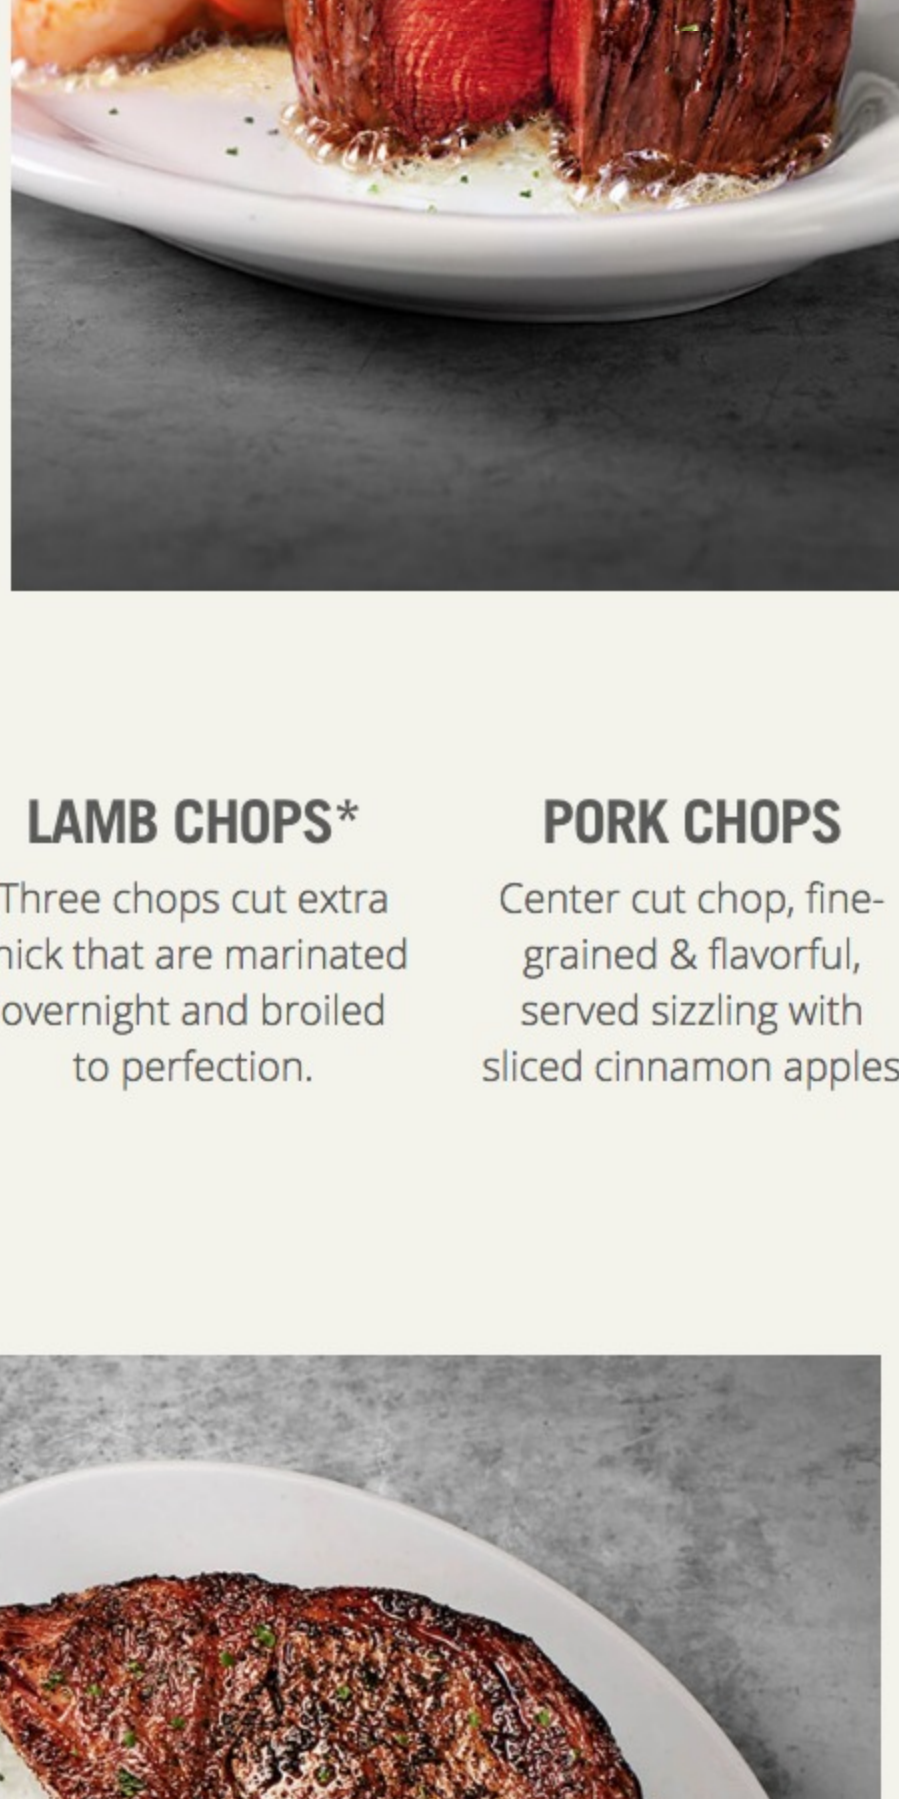 LAMB CHOPS*
Three chops cut extra
hick that are marinated
overnight and broiled
to perfection.
PORK CHOPS
Center cut chop, fine-
grained & flavorful,
served sizzling with
sliced cinnamon apples